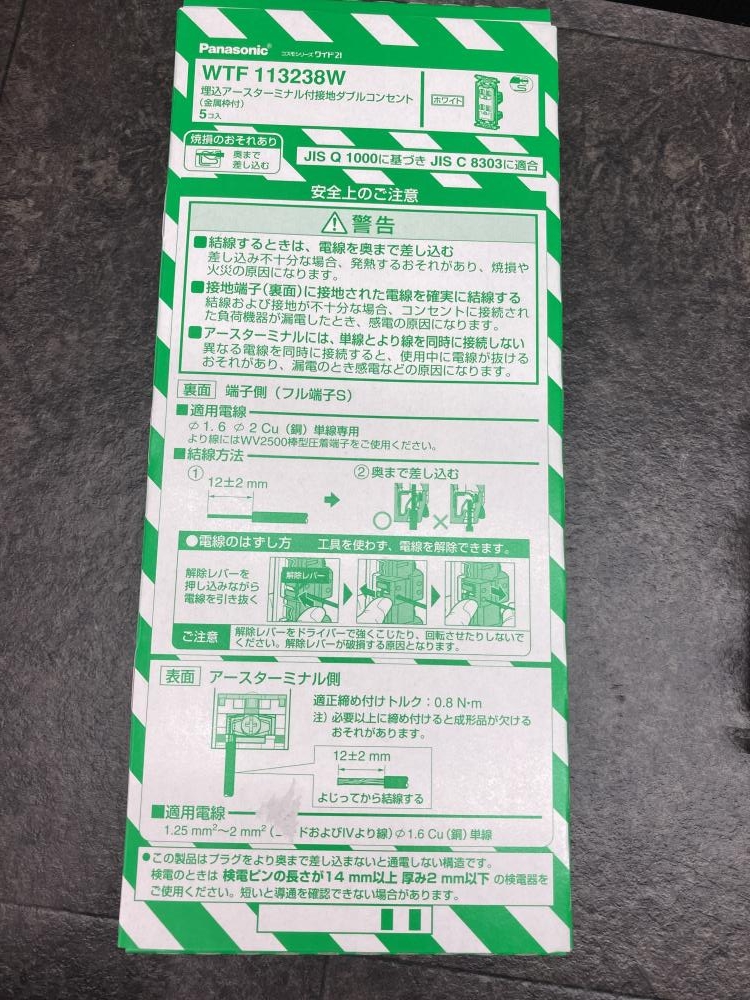 Panasonic® コスモシリーズ ワイド21
WTF 113238W
埋込アースターミナル付接地ダブルコンセント
(金属枠付)
5コ入
ホワイト
焼損のおそれあり
奥まで
差し込む
JIS Q 1000に基づき JIS C 8303に適合
安全上のご注意
警告
■結線するときは、電線を奥まで差し込む
差し込み不十分な場合、発熱するおそれがあり、焼損や
火災の原因になります。
■接地端子(裏面)に接地された電線を確実に結線する
結線および接地が不十分な場合、コンセントに接続され
た負荷機器が漏電したとき、感電の原因になります。
■アースターミナルには、単線とより線を同時に接続しない
異なる電線を同時に接続すると、使用中に電線が抜ける
おそれがあり、漏電のとき感電などの原因になります。
裏面 端子側(フル端子S)
■適用電線
φ1.6 φ2 Cu(銅)単線専用
より線にはWV2500棒型圧着端子をご使用ください。
■結線方法
① ②奥まで差し込む
12±2 mm
○ ×
●電線のはずし方 工具を使わず、電線を解除できます。
解除レバーを
押し込みながら
電線を引き抜く
解除レバー
ご注意
解除レバーをドライバーで強くこじたり、回転させたりしないで
ください。解除レバーが破損する原因となります。
表面 アースターミナル側
適正締め付けトルク:0.8 N·m
注)必要以上に締め付けると成形品が欠ける
おそれがあります。
12±2 mm
よじってから結線する
■適用電線
1.25 mm²〜2 mm²( ドおよびIVより線)φ1.6 Cu(銅)単線
●この製品はプラグをより奥まで差し込まないと通電しない構造です。
検電のときは 検電ピンの長さが14 mm以上 厚み2 mm以下 の検電器を
ご使用ください。短いと導通を確認できない場合があります。